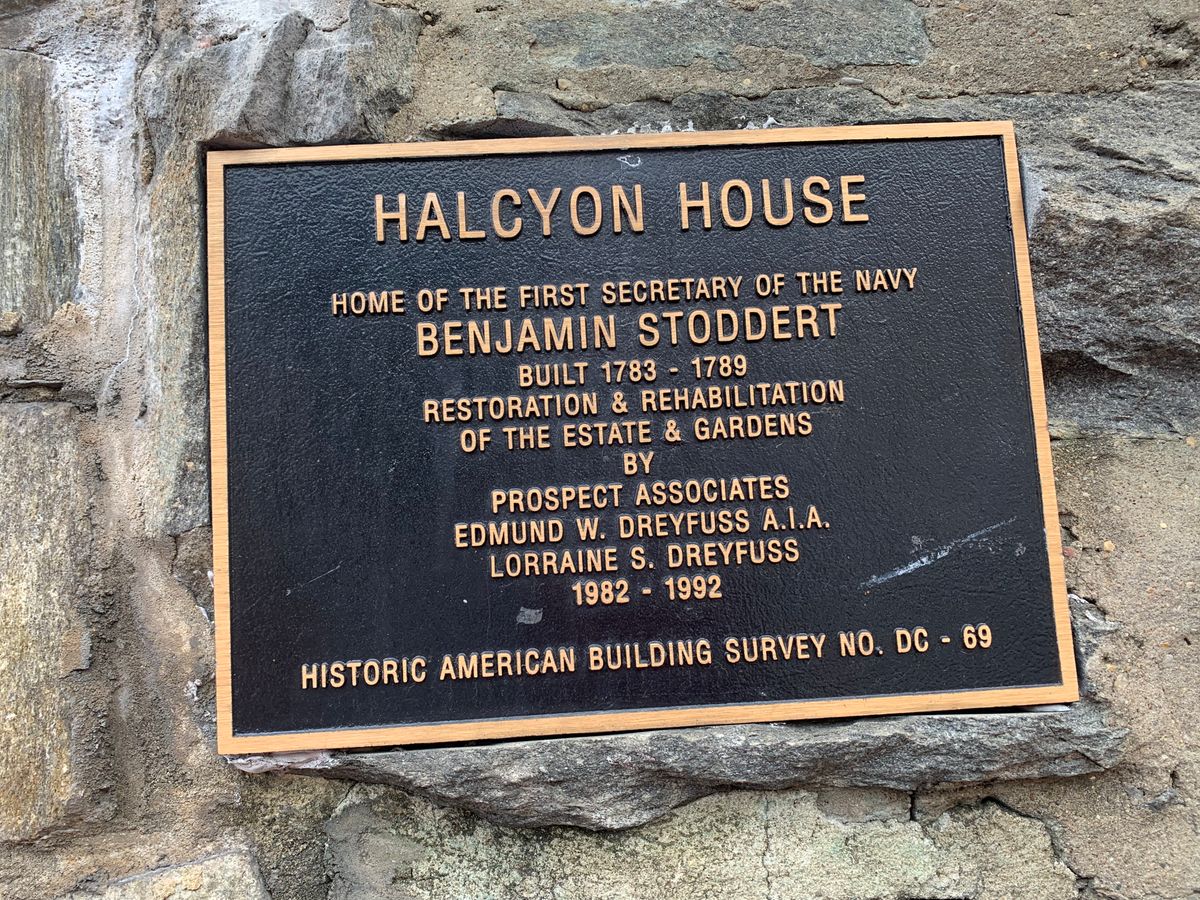 HALCYON HOUSE
HOME OF THE FIRST SECRETARY OF THE NAVY
BENJAMIN STODDERT
BUILT 1783 - 1789
RESTORATION & REHABILITATION
OF THE ESTATE & GARDENS
BY
PROSPECT ASSOCIATES
EDMUND W. DREYFUSS A.I.A.
LORRAINE S. DREYFUSS
1982 - 1992
HISTORIC AMERICAN BUILDING SURVEY NO. DC - 69